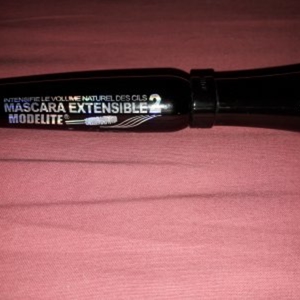 INTENSIFIE LE VOLUME NATUREL DES CILS
MASCARA EXTENSIBLE 2
MODELITE®